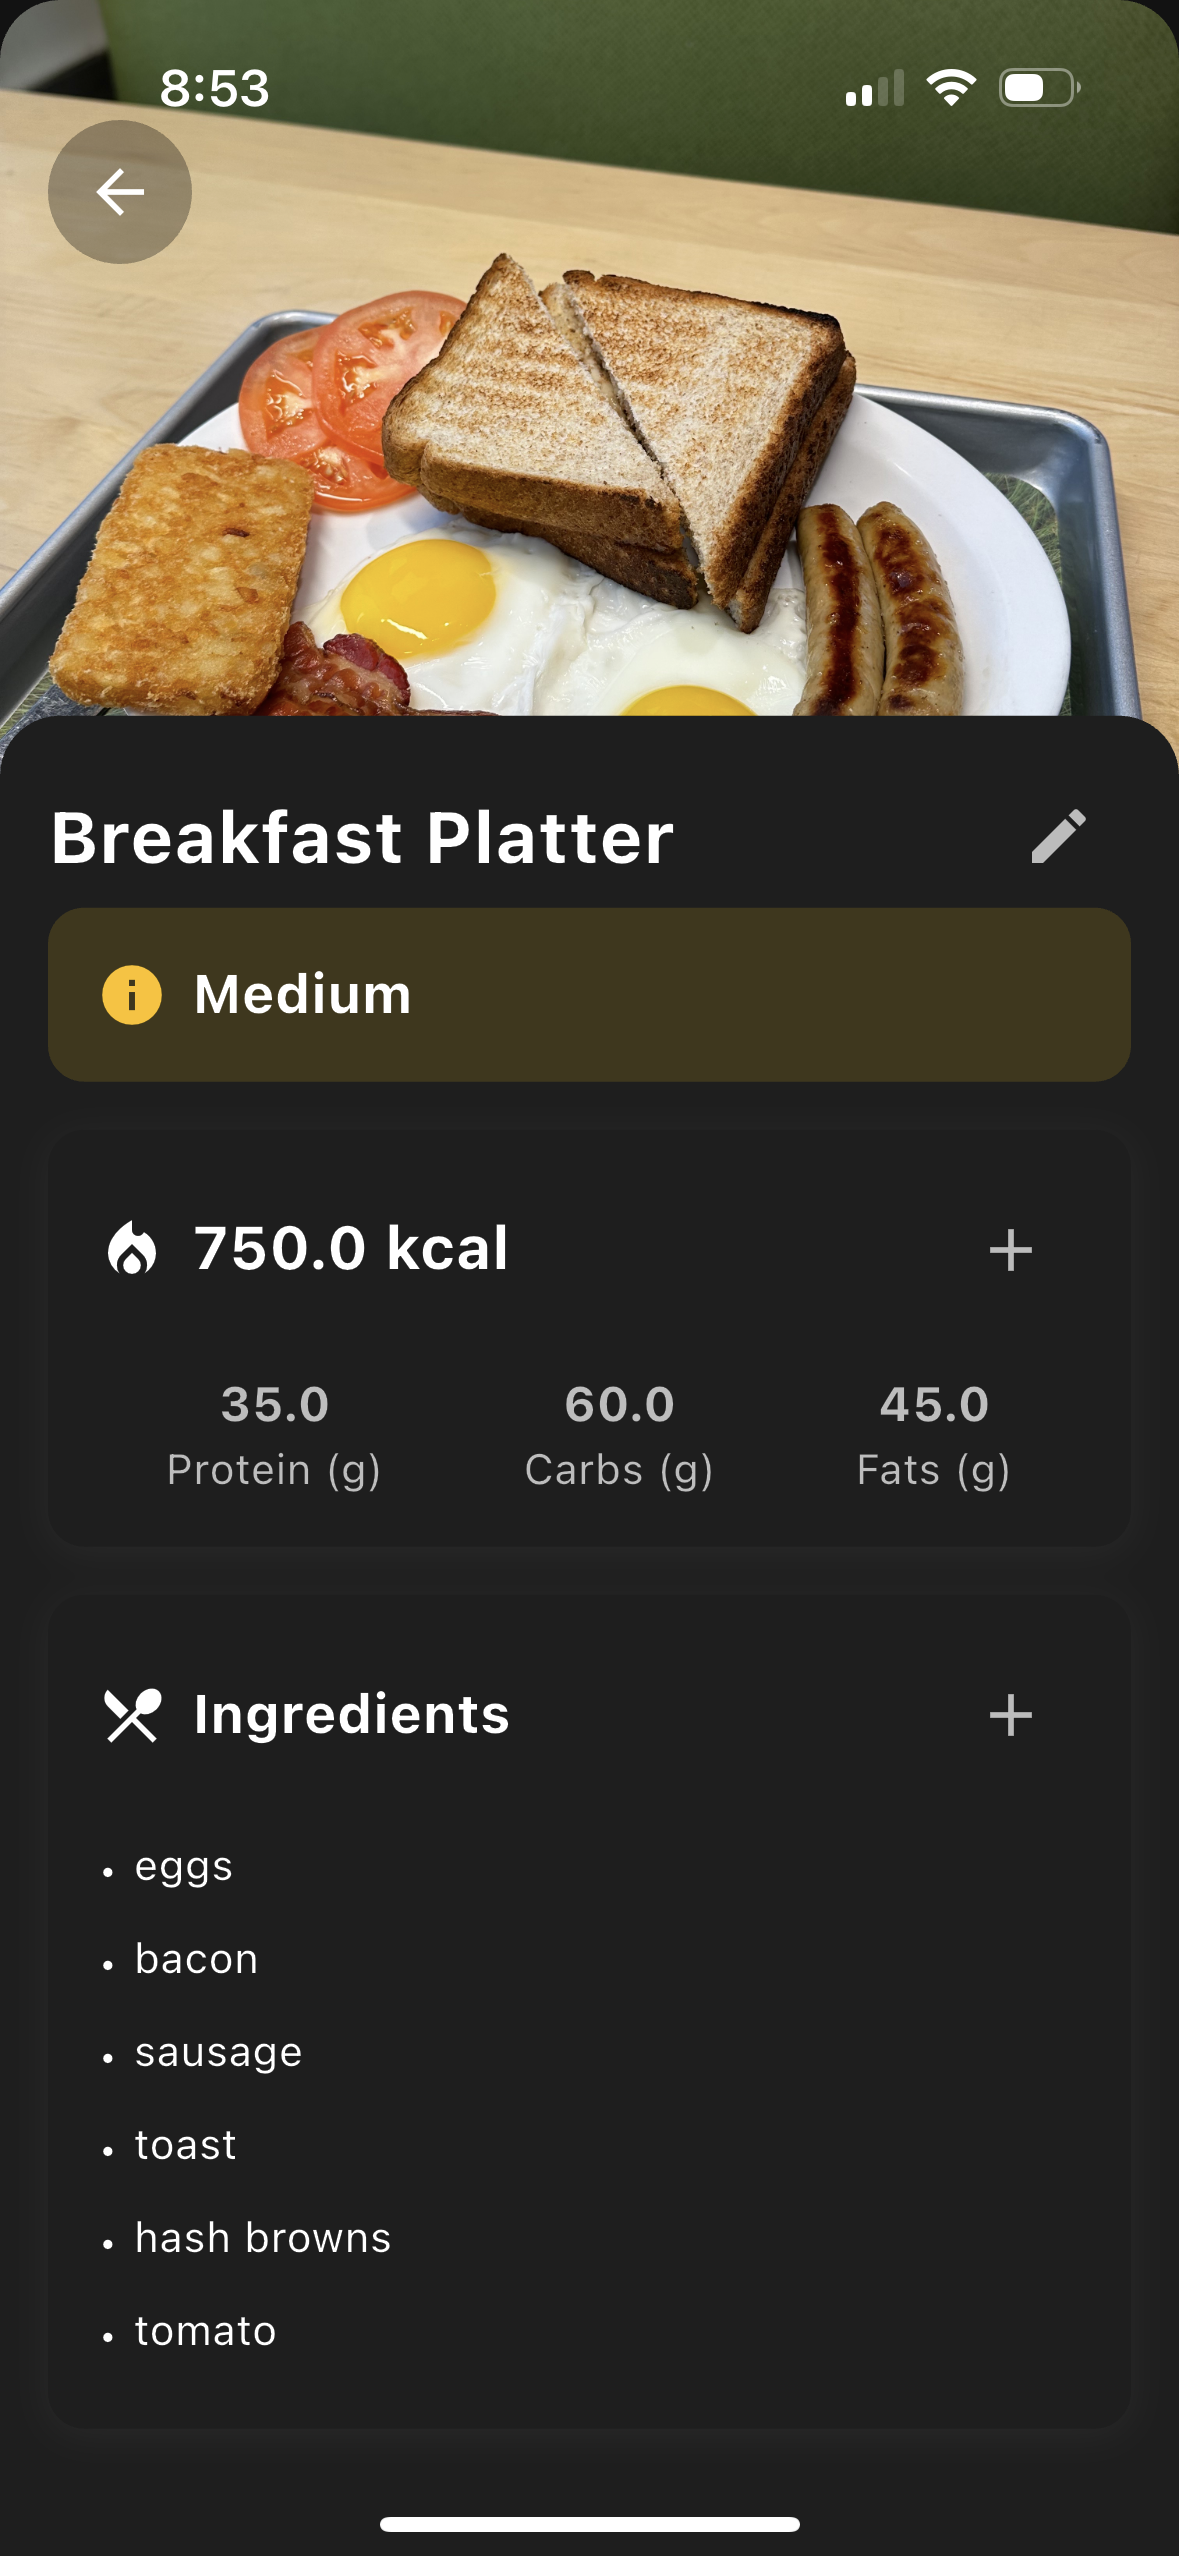 8:53
Breakfast Platter
Medium
750.0 kcal
35.0 60.0 45.0
Protein (g) Carbs (g) Fats (g)
Ingredients
• eggs
• bacon
• sausage
• toast
• hash browns
• tomato